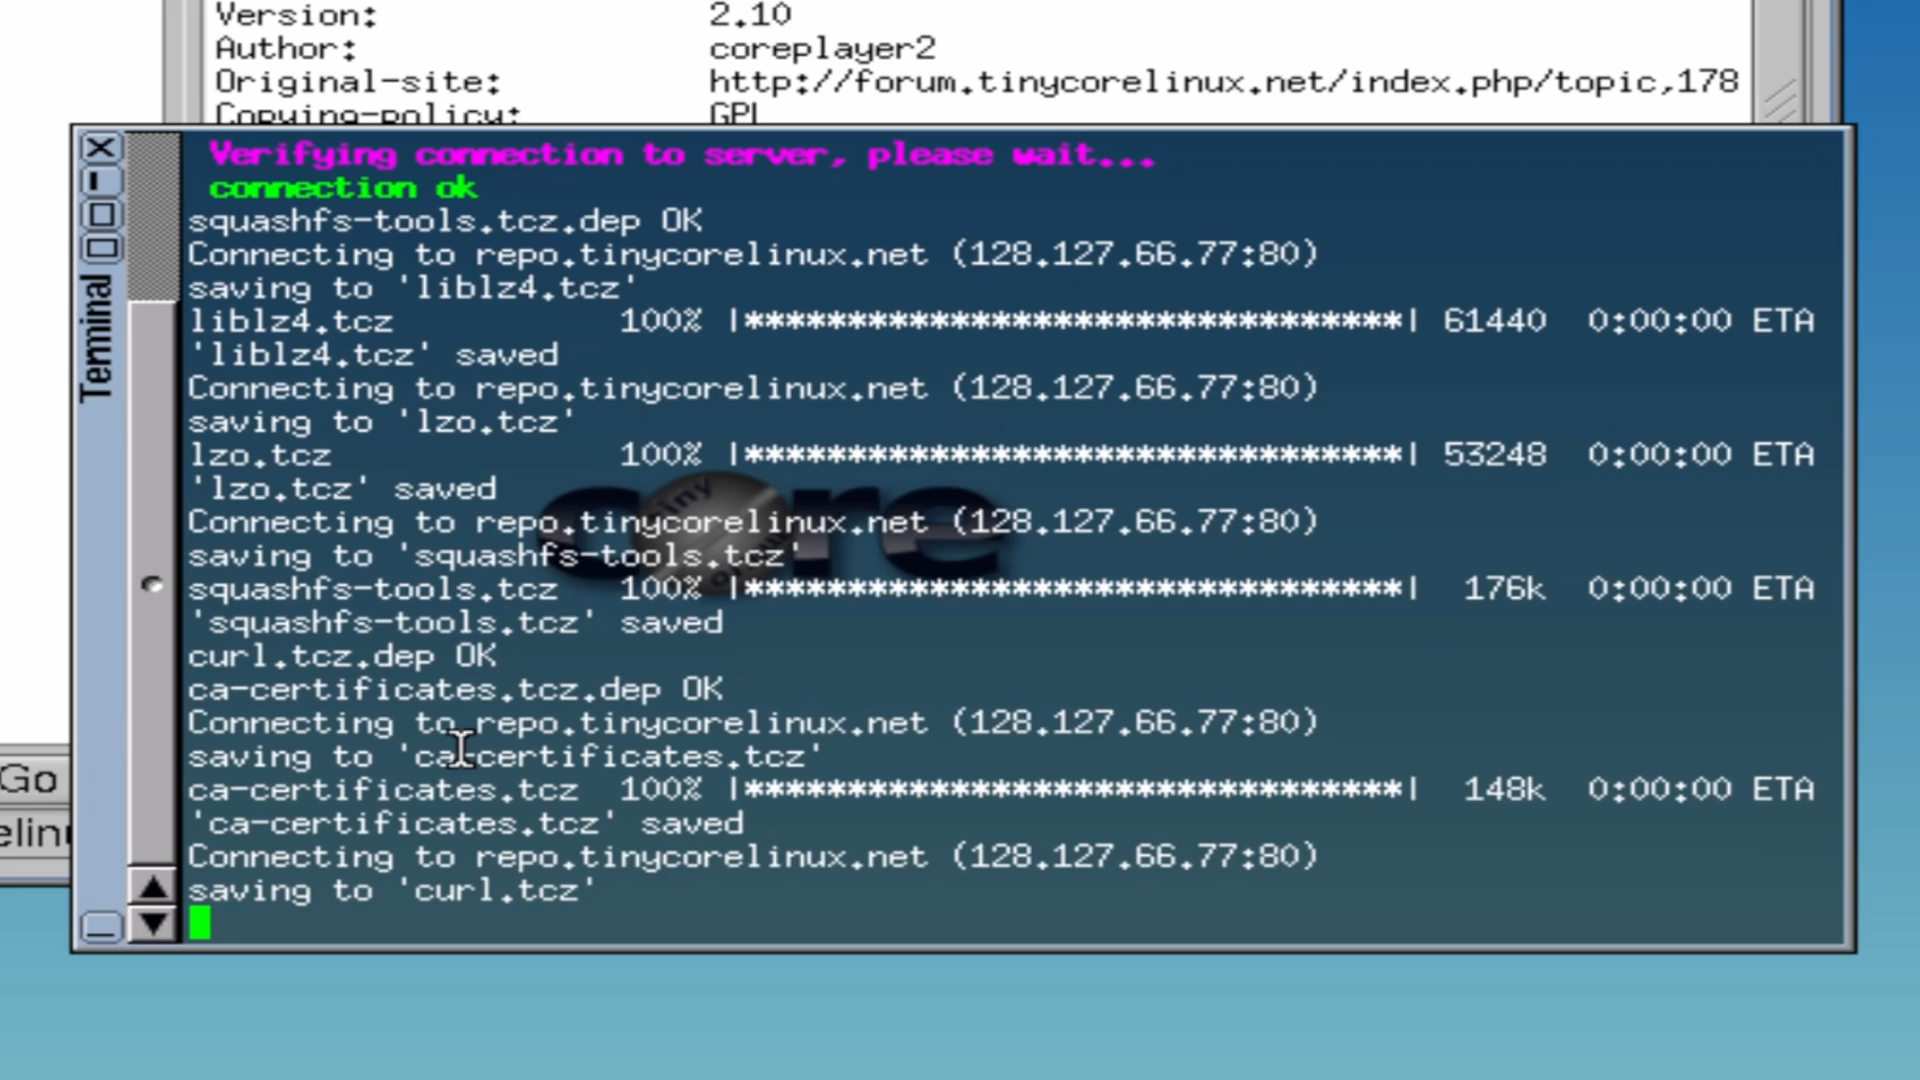 Version: 2.10
Author: coreplayer2
Original-site: http://forum.tinycorelinux.net/index.php/topic,178
Copying-policy: GPL
Verifying connection to server, please wait...
connection ok
squashfs-tools.tcz.dep OK
Connecting to repo.tinycorelinux.net (128.127.66.77:80)
saving to 'liblz4.tcz'
liblz4.tcz 100% |********************************| 61440 0:00:00 ETA
'liblz4.tcz' saved
Connecting to repo.tinycorelinux.net (128.127.66.77:80)
saving to 'lzo.tcz'
lzo.tcz 100% |********************************| 53248 0:00:00 ETA
'lzo.tcz' saved
Connecting to repo.tinycorelinux.net (128.127.66.77:80)
saving to 'squashfs-tools.tcz'
squashfs-tools.tcz 100% |********************************| 176k 0:00:00 ETA
'squashfs-tools.tcz' saved
curl.tcz.dep OK
ca-certificates.tcz.dep OK
Connecting to repo.tinycorelinux.net (128.127.66.77:80)
saving to 'ca-certificates.tcz'
ca-certificates.tcz 100% |********************************| 148k 0:00:00 ETA
'ca-certificates.tcz' saved
Connecting to repo.tinycorelinux.net (128.127.66.77:80)
saving to 'curl.tcz'
Terminal
core
Go